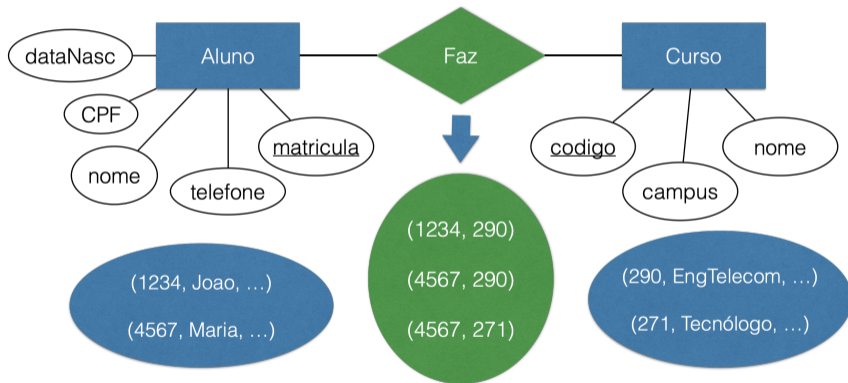 dataNasc
Aluno
Faz
Curso
CPF
nome
telefone
matricula
codigo
campus
nome
(1234, Joao, …)
(4567, Maria, …)
(1234, 290)
(4567, 290)
(4567, 271)
(290, EngTelecom, …)
(271, Tecnólogo, …)